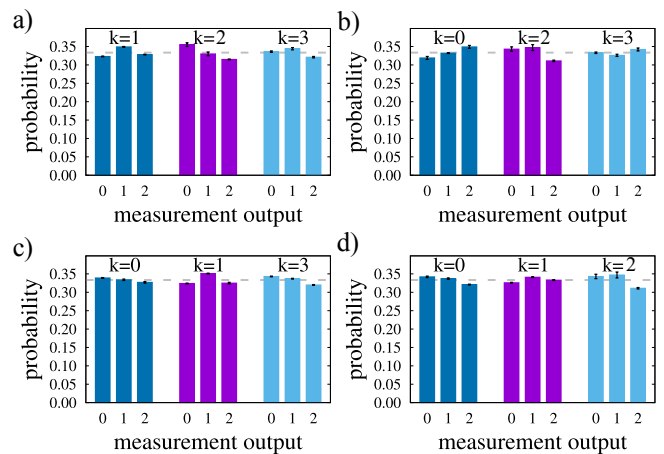 a)
k=1 k=2 k=3
0.35
0.30
0.25
0.20
0.15
0.10
0.05
0.00
probability
0 1 2 0 1 2 0 1 2
measurement output
b)
k=0 k=2 k=3
0.35
0.30
0.25
0.20
0.15
0.10
0.05
0.00
probability
0 1 2 0 1 2 0 1 2
measurement output
c)
k=0 k=1 k=3
0.35
0.30
0.25
0.20
0.15
0.10
0.05
0.00
probability
0 1 2 0 1 2 0 1 2
measurement output
d)
k=0 k=1 k=2
0.35
0.30
0.25
0.20
0.15
0.10
0.05
0.00
probability
0 1 2 0 1 2 0 1 2
measurement output